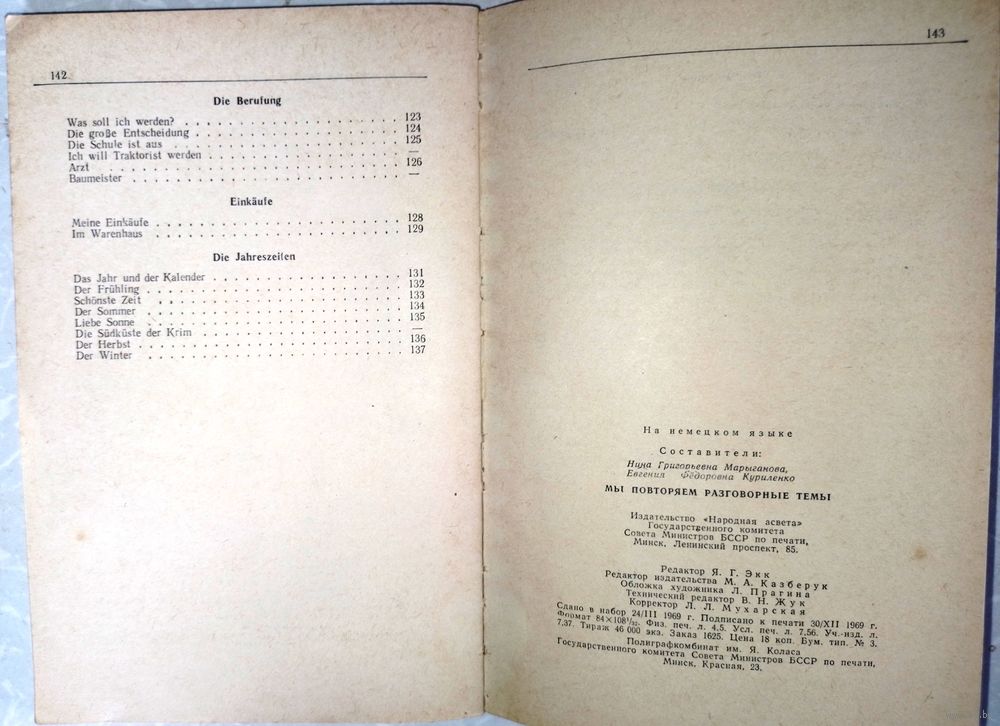 142
Die Berufung
Was soll ich werden? . . . . . . . . . . . . . . . . 123
Die große Entscheidung . . . . . . . . . . . . . . . 124
Die Schule ist aus . . . . . . . . . . . . . . . . 125
Ich will Traktorist werden . . . . . . . . . . . . . . —
Arzt . . . . . . . . . . . . . . . . . . . . . . 126
Baumeister . . . . . . . . . . . . . . . . . . . . —
Einkäufe
Meine Einkäufe . . . . . . . . . . . . . . . . . . 128
Im Warenhaus . . . . . . . . . . . . . . . . . . 129
Die Jahreszeiten
Das Jahr und der Kalender . . . . . . . . . . . . . . 131
Der Frühling . . . . . . . . . . . . . . . . . . . 132
Schönste Zeit . . . . . . . . . . . . . . . . . . . 133
Der Sommer . . . . . . . . . . . . . . . . . . . 134
Liebe Sonne . . . . . . . . . . . . . . . . . . . 135
Die Südküste der Krim . . . . . . . . . . . . . . . —
Der Herbst . . . . . . . . . . . . . . . . . . . . 136
Der Winter . . . . . . . . . . . . . . . . . . . 137
143
На немецком языке
Составители:
Нина Григорьевна Марыганова,
Евгения Фёдоровна Куриленко
МЫ ПОВТОРЯЕМ РАЗГОВОРНЫЕ ТЕМЫ
Издательство «Народная асвета»
Государственного комитета
Совета Министров БССР по печати,
Минск, Ленинский проспект, 85.
Редактор Я. Г. Экк
Редактор издательства М. А. Казберук
Обложка художника Л. Прагина
Технический редактор В. Н. Жук
Корректор Л. Л. Мухарская
Сдано в набор 24/III 1969 г. Подписано к печати 30/XII 1969 г.
Формат 84×108¹/₃₂. Физ. печ. л. 4,5. Усл. печ. л. 7,56. Уч.-изд. л.
7,37. Тираж 46 000 экз. Заказ 1625. Цена 18 коп. Бум. тип. № 3.
Полиграфкомбинат им. Я. Коласа
Государственного комитета Совета Министров БССР по печати,
Минск, Красная, 23.